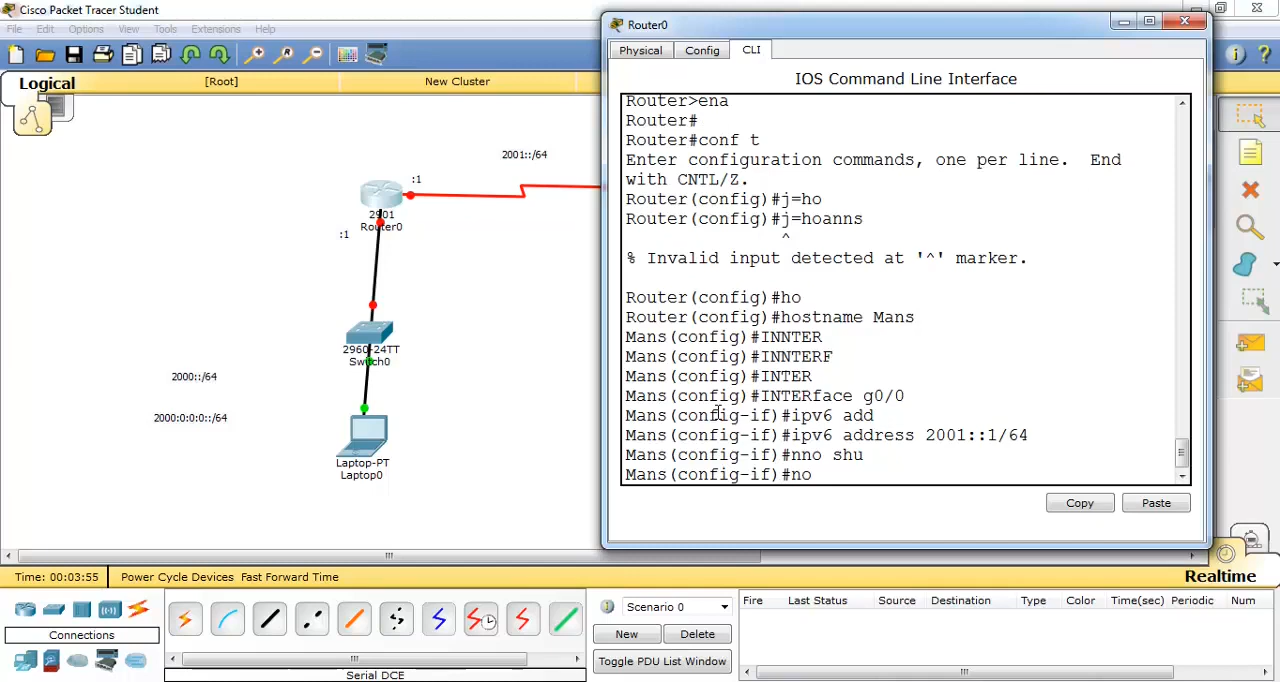 Cisco Packet Tracer Student
File Edit Options View Tools Extensions Help
Logical [Root] New Cluster
2001::/64
:1
2901
Router0
:1
2960-24TT
Switch0
2000::/64
2000:0:0:0::/64
Laptop-PT
Laptop0
Router0
Physical Config CLI
IOS Command Line Interface
Router>ena
Router#
Router#conf t
Enter configuration commands, one per line.  End
with CNTL/Z.
Router(config)#j=ho
Router(config)#j=hoanns
^
% Invalid input detected at '^' marker.
Router(config)#ho
Router(config)#hostname Mans
Mans(config)#INNTER
Mans(config)#INNTERF
Mans(config)#INTER
Mans(config)#INTERface g0/0
Mans(config-if)#ipv6 add
Mans(config-if)#ipv6 address 2001::1/64
Mans(config-if)#nno shu
Mans(config-if)#no
Copy Paste
Time: 00:03:55 Power Cycle Devices Fast Forward Time
Realtime
Connections
Serial DCE
Scenario 0
New Delete
Toggle PDU List Window
Fire Last Status Source Destination Type Color Time(sec) Periodic Num